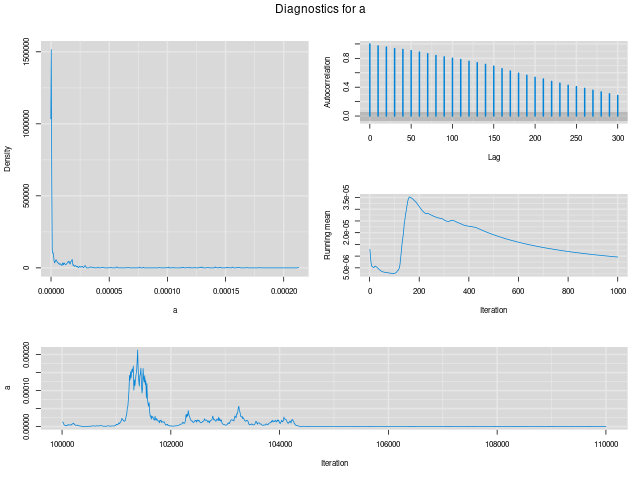 Diagnostics for a
Density
1500000
1000000
500000
0
0.00000 0.00005 0.00010 0.00015 0.00020
a
Autocorrelation
0.8
0.4
0.0
0 50 100 150 200 250 300
Lag
Running mean
3.5e-05
2.0e-05
5.0e-06
0 200 400 600 800 1000
Iteration
a
0.00020
0.00010
0.00000
100000 102000 104000 106000 108000 110000
Iteration